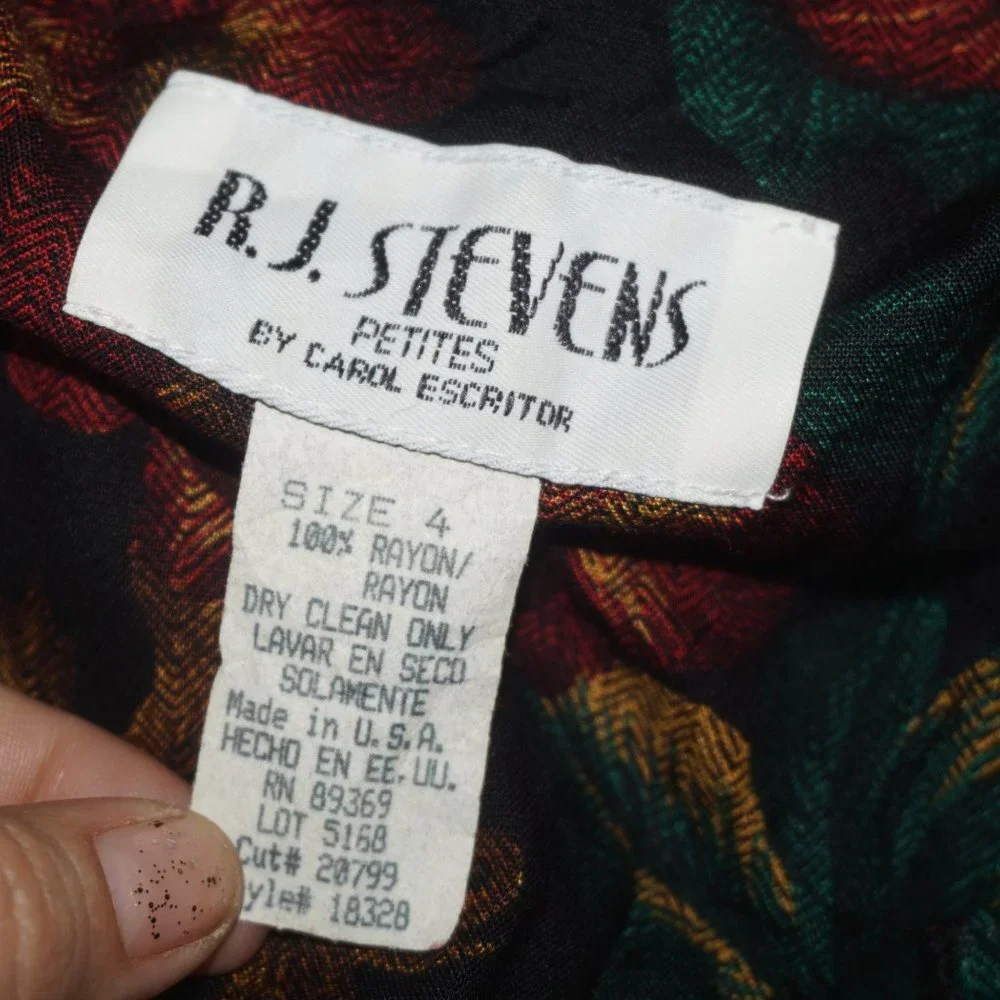 R.J. STEVENS
PETITES
BY CAROL ESCRITOR
SIZE 4
100% RAYON/
RAYON
DRY CLEAN ONLY
LAVAR EN SECO
SOLAMENTE
Made in U.S.A.
HECHO EN EE.UU.
RN 89369
LOT 5168
Cut# 20799
yle# 18328